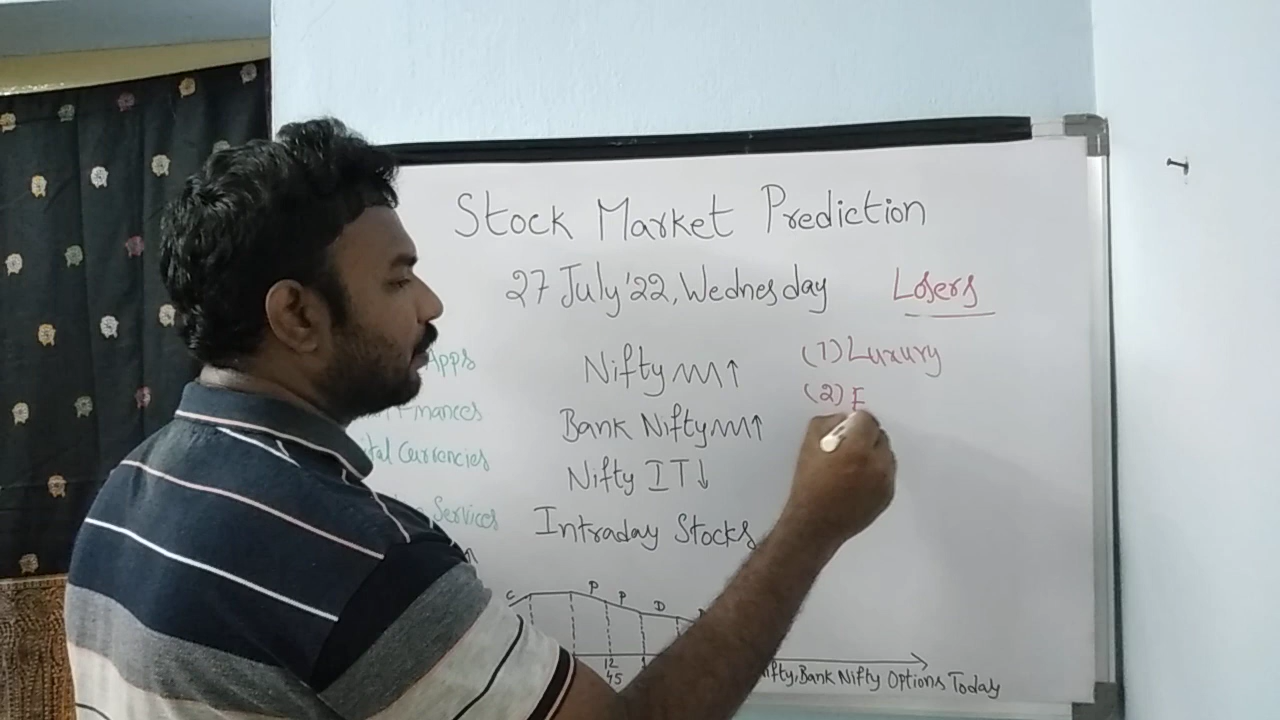 Stock Market Prediction
27 July '22, Wednesday
Losers
Apps
Nifty ↑
(1) Luxury
(2) F
Bank Nifty ↑
Currencies
Nifty IT ↓
Services
Intraday Stocks
C P P D
12
45
Bank Nifty Options Today